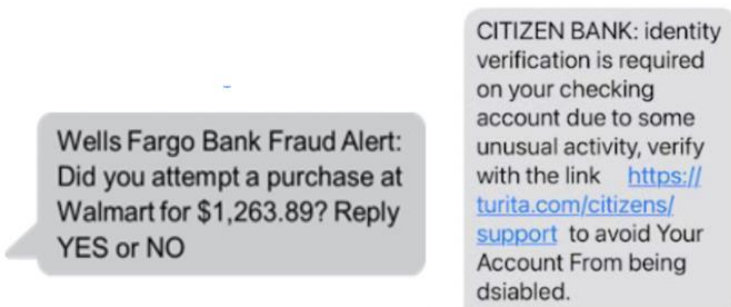 Wells Fargo Bank Fraud Alert:
Did you attempt a purchase at
Walmart for $1,263.89? Reply
YES or NO
CITIZEN BANK: identity
verification is required
on your checking
account due to some
unusual activity, verify
with the link https://
turita.com/citizens/
support to avoid Your
Account From being
dsiabled.